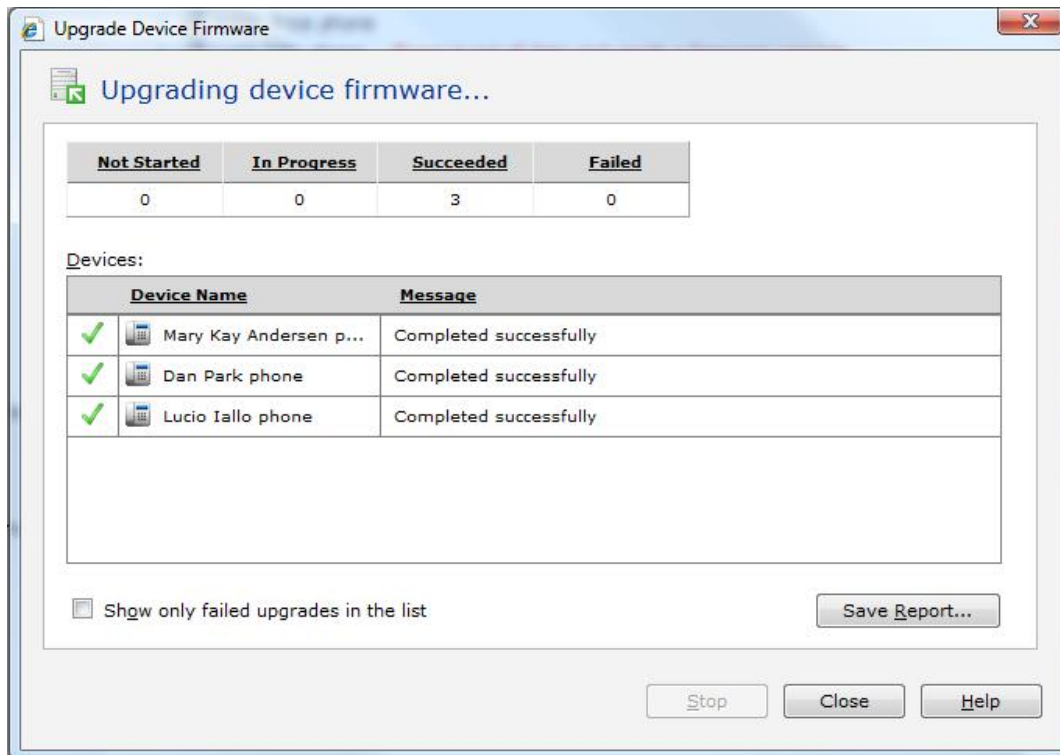 Upgrade Device Firmware
Upgrading device firmware...
Not Started In Progress Succeeded Failed
0 0 3 0
Devices:
Device Name Message
Mary Kay Andersen p... Completed successfully
Dan Park phone Completed successfully
Lucio Iallo phone Completed successfully
Show only failed upgrades in the list Save Report...
Stop Close Help